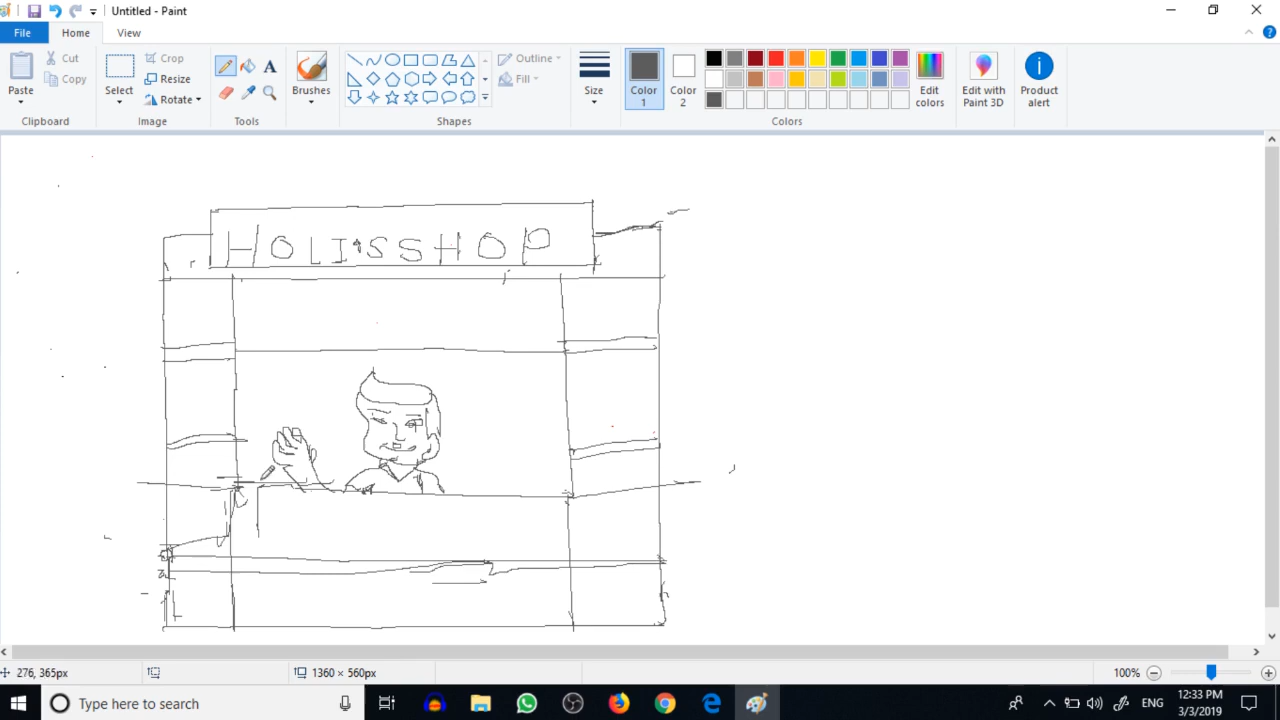 Untitled - Paint
File
Home
View
Paste
Cut
Copy
Clipboard
Select
Crop
Resize
Rotate
Image
Tools
Brushes
Outline
Fill
Shapes
Size
Color 1
Color 2
Edit colors
Colors
Edit with Paint 3D
Product alert
HOLI'SSHOP
276, 365px
1360 × 560px
100%
Type here to search
ENG
12:33 PM
3/3/2019